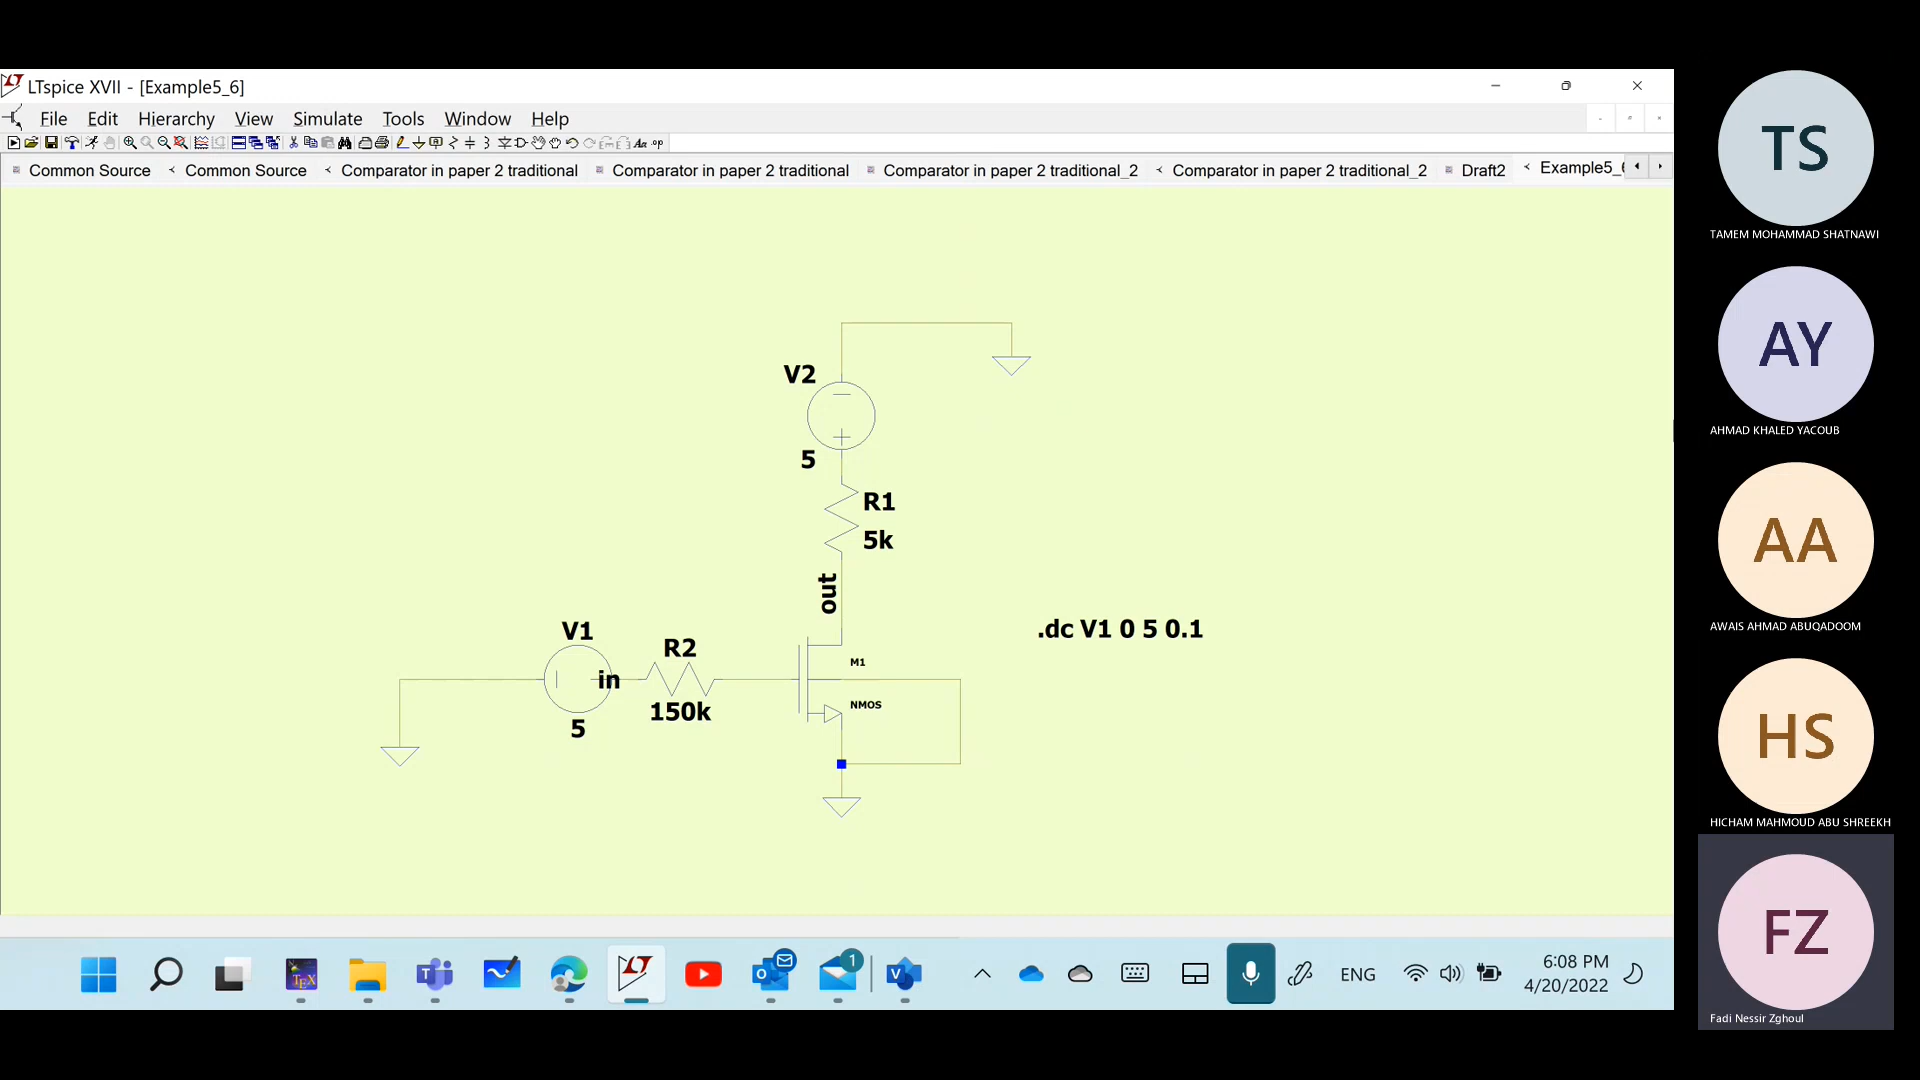 LTspice XVII - [Example5_6]
File Edit Hierarchy View Simulate Tools Window Help
Common Source Common Source Comparator in paper 2 traditional Comparator in paper 2 traditional Comparator in paper 2 traditional_2 Comparator in paper 2 traditional_2 Draft2 Example5_6
V2
5
R1
5k
out
.dc V1 0 5 0.1
V1
in
5
R2
150k
M1
NMOS
TS
TAMEM MOHAMMAD SHATNAWI
AY
AHMAD KHALED YACOUB
AA
AWAIS AHMAD ABUQADOOM
HS
HICHAM MAHMOUD ABU SHREEKH
FZ
Fadi Nessir Zghoul
1
ENG
6:08 PM
4/20/2022